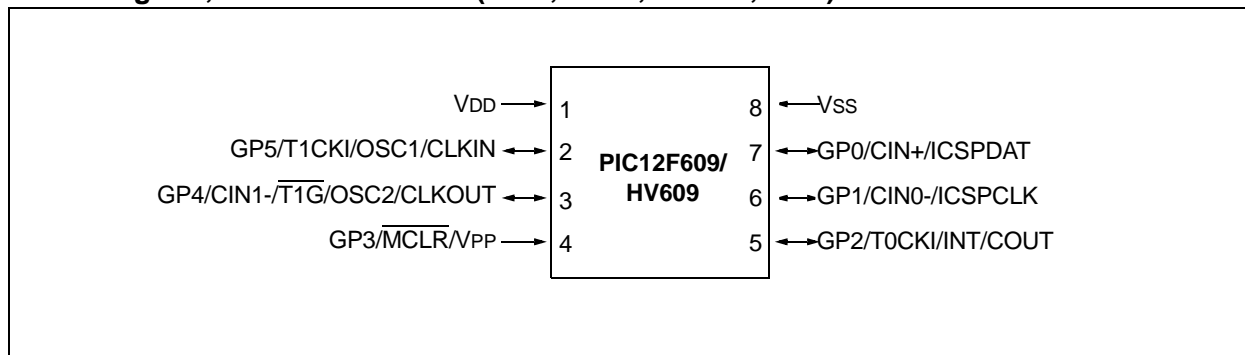 VDD 1 8 VSS
GP5/T1CKI/OSC1/CLKIN 2 7 GP0/CIN+/ICSPDAT
PIC12F609/
HV609
GP4/CIN1-/T1G/OSC2/CLKOUT 3 6 GP1/CIN0-/ICSPCLK
GP3/MCLR/VPP 4 5 GP2/T0CKI/INT/COUT